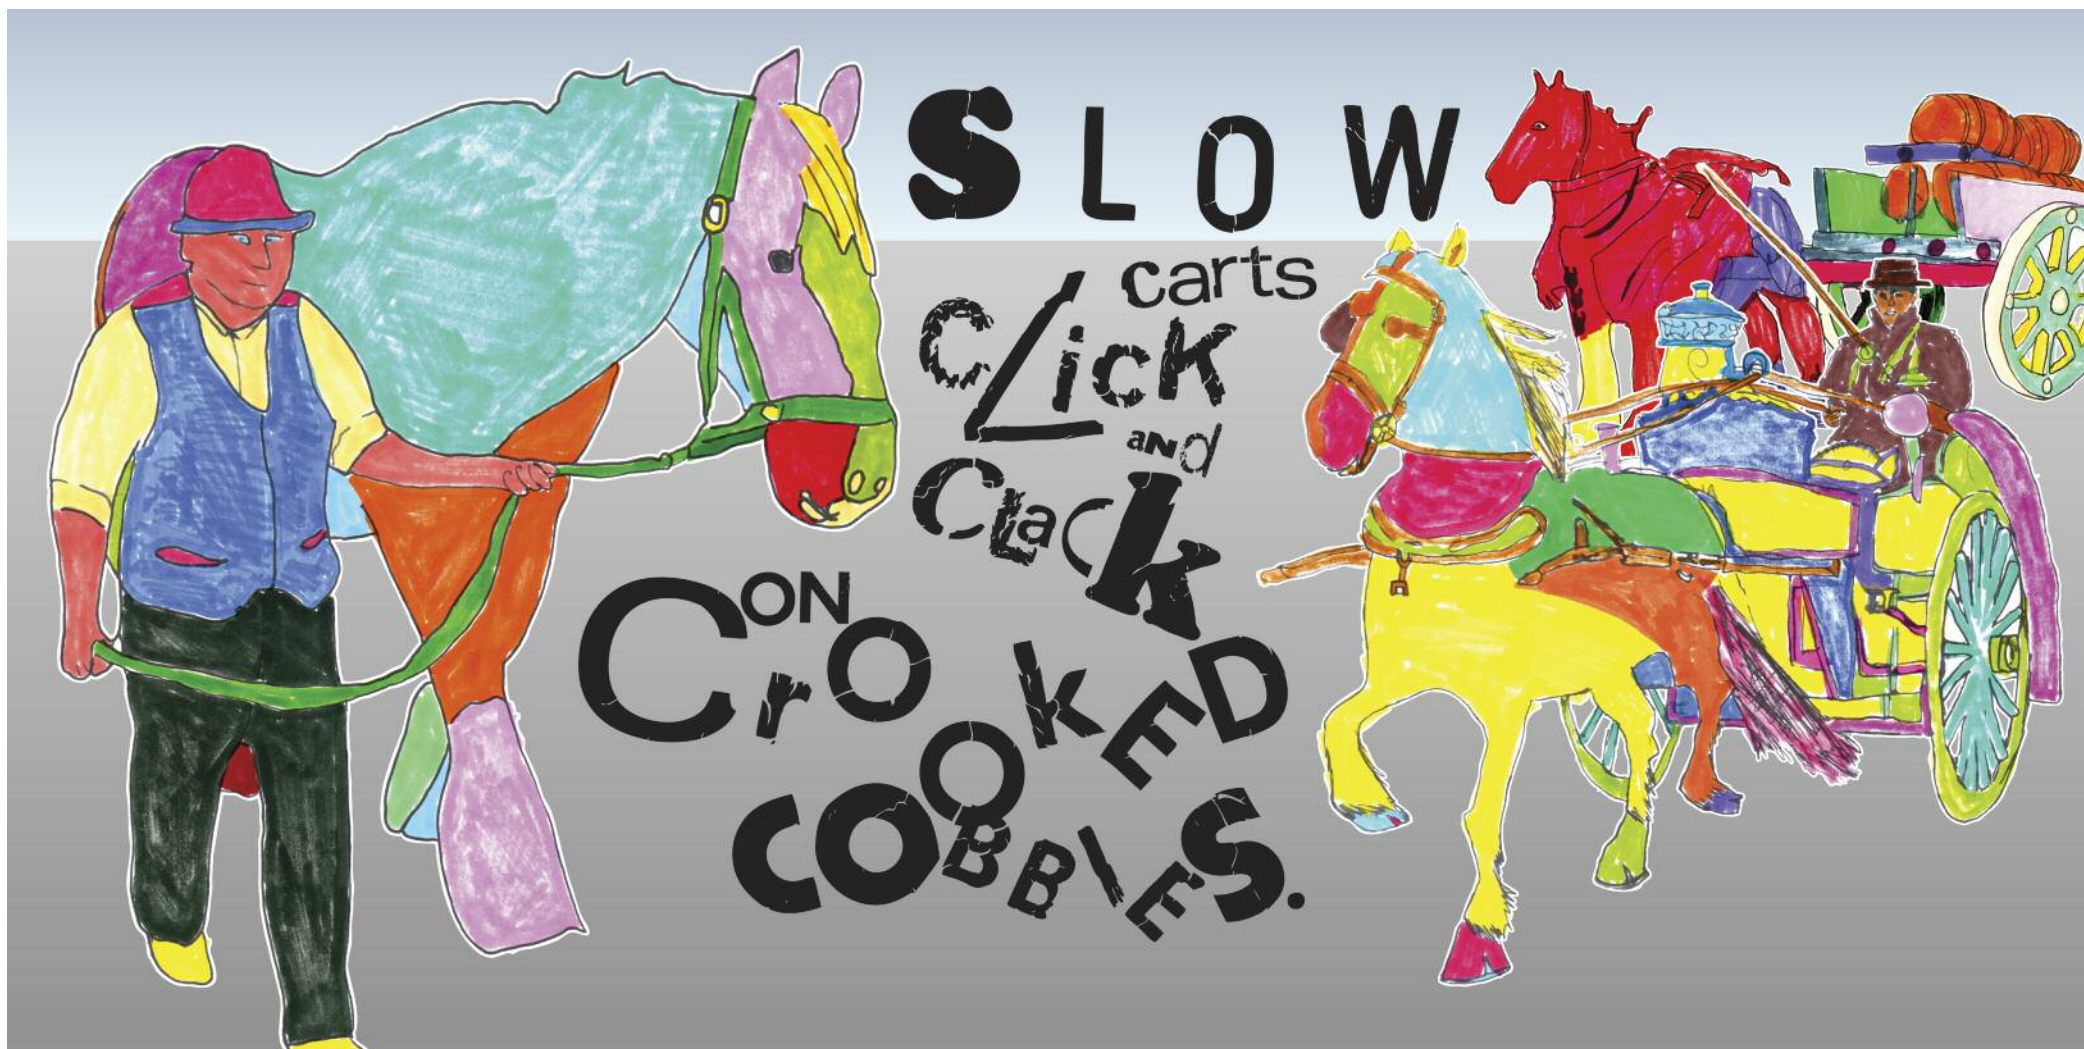 SLOW
carts
CLicK
aNd
CLacK
ON
CrOOkED
COBBlES.